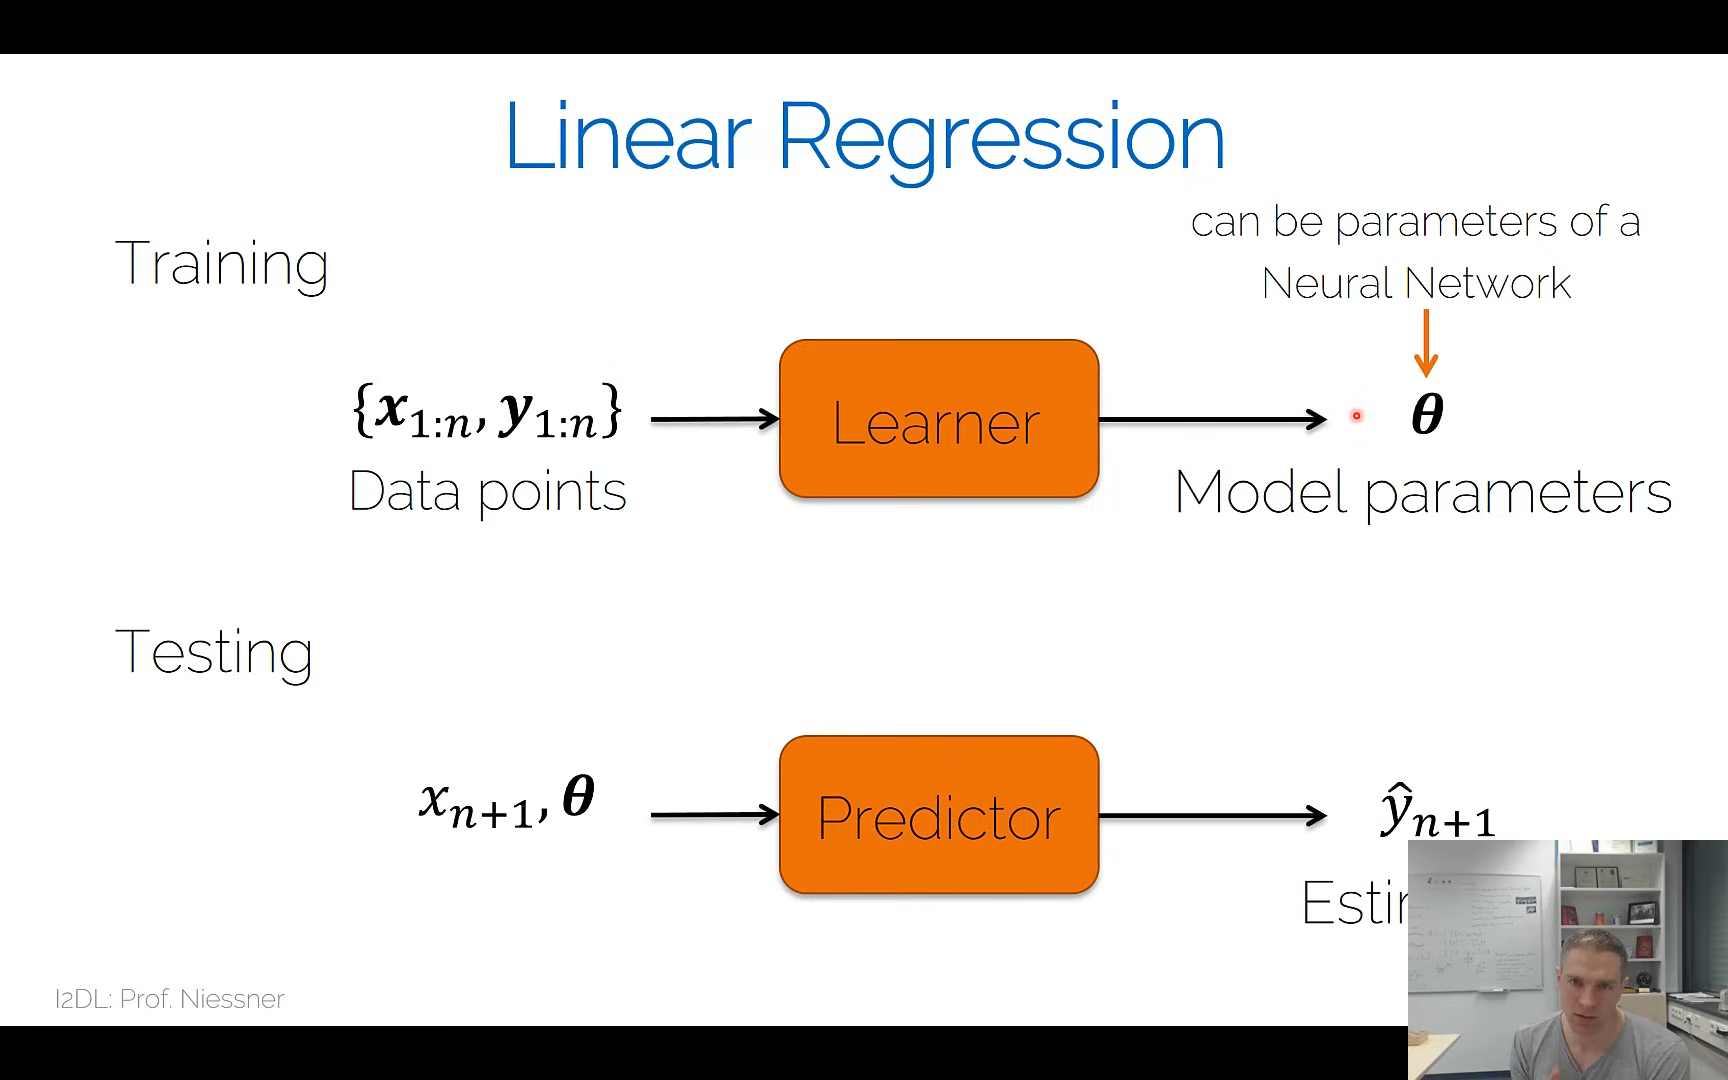 Linear Regression
Training
can be parameters of a
Neural Network
{x₁:ₙ, y₁:ₙ}
Learner
θ
Data points
Model parameters
Testing
xₙ₊₁, θ
Predictor
ŷₙ₊₁
I2DL: Prof. Niessner